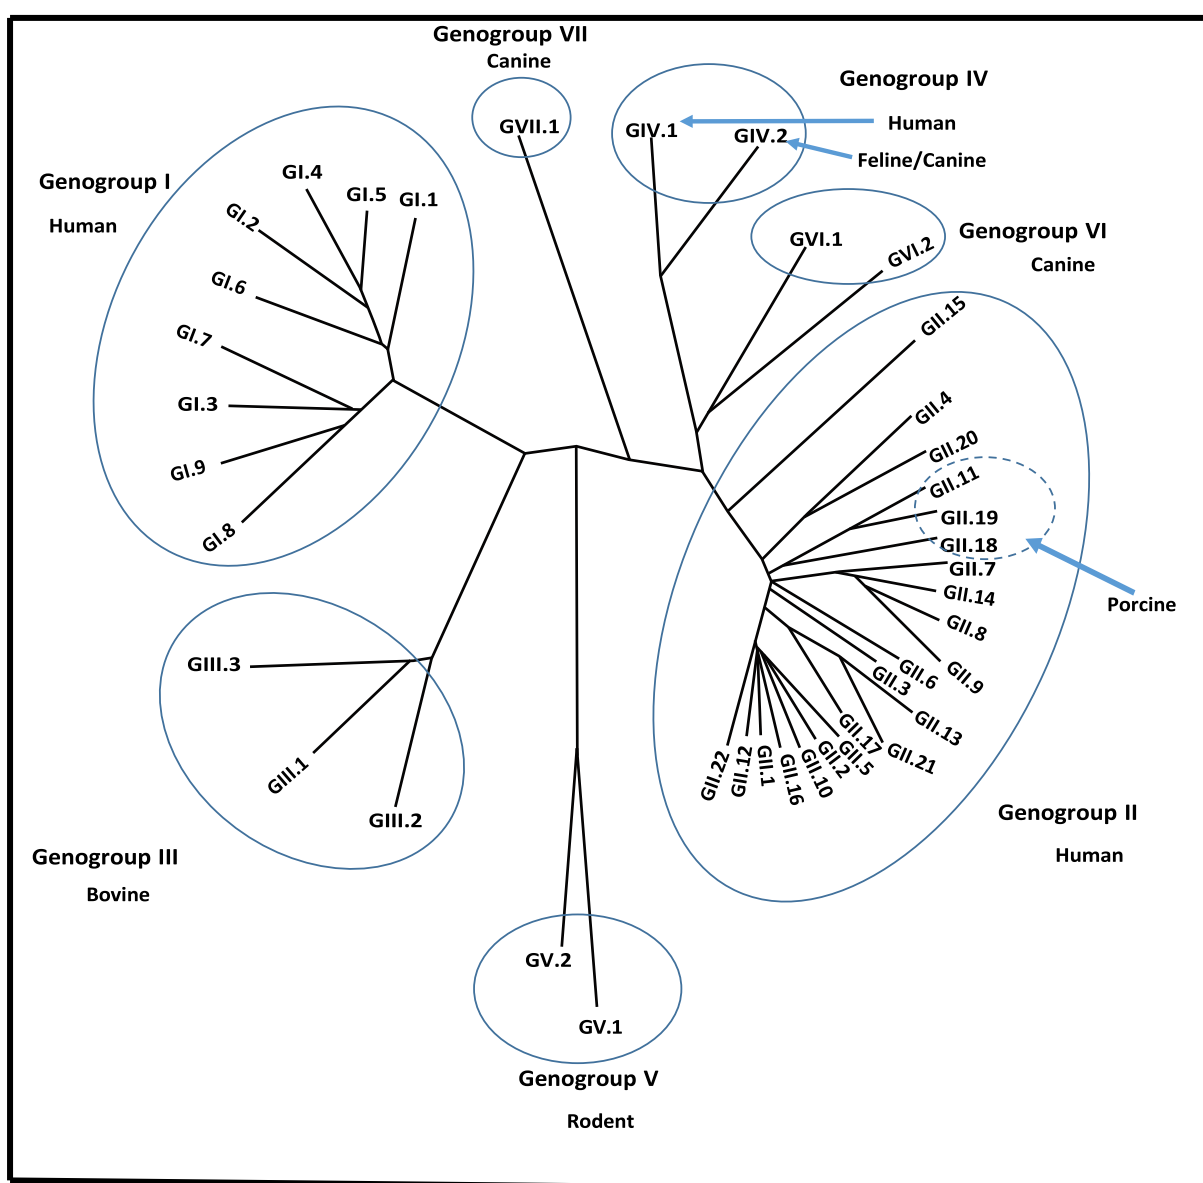 Genogroup VII
Canine
GVII.1
Genogroup IV
Human
Feline/Canine
GIV.1
GIV.2
Genogroup I
Human
GI.4
GI.5
GI.1
GI.2
GI.6
GI.7
GI.3
GI.9
GI.8
Genogroup VI
Canine
GVI.1
GVI.2
GII.15
GII.4
GII.20
GII.11
GII.19
GII.18
GII.7
GII.14
GII.8
GII.9
GII.6
GII.3
GII.13
GII.21
GII.17
GII.5
GII.2
GII.10
GII.16
GII.1
GII.12
GII.22
Porcine
Genogroup II
Human
GIII.3
GIII.1
GIII.2
Genogroup III
Bovine
GV.2
GV.1
Genogroup V
Rodent